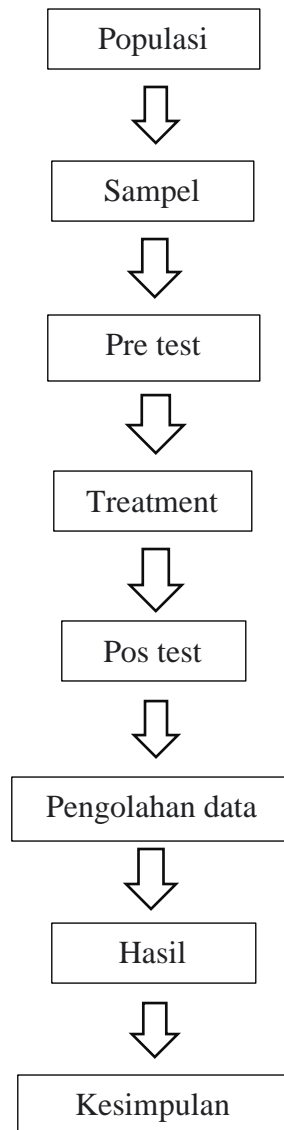 Populasi
Sampel
Pre test
Treatment
Pos test
Pengolahan data
Hasil
Kesimpulan